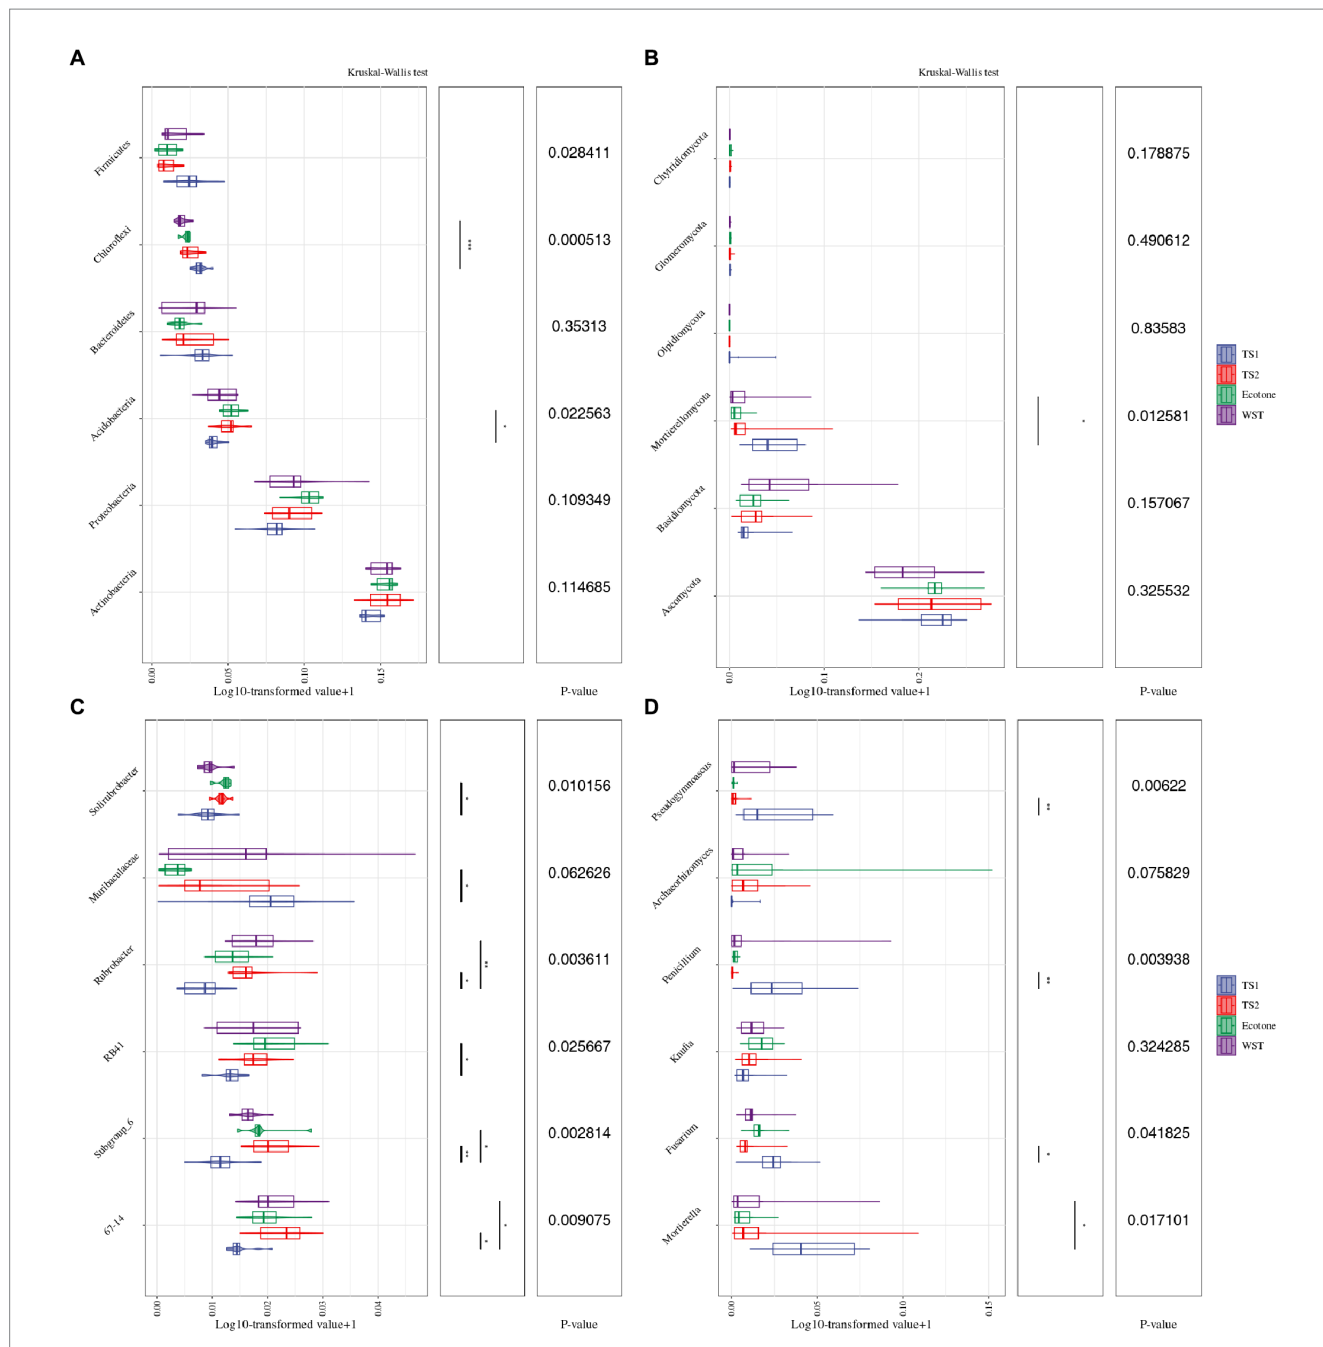 A
Kruskal-Wallis test
Firmicutes
Chloroflexi
Bacteroidetes
Acidobacteria
Proteobacteria
Actinobacteria
***
*
0.028411
0.000513
0.35313
0.022563
0.109349
0.114685
0.00
0.05
0.10
0.15
Log10-transformed value+1
P-value
B
Kruskal-Wallis test
Chytridiomycota
Glomeromycota
Olpidiomycota
Mortierellomycota
Basidiomycota
Ascomycota
*
0.178875
0.490612
0.83583
0.012581
0.157067
0.325532
0.0
0.1
0.2
Log10-transformed value+1
P-value
TS1
TS2
Ecotone
WST
C
Solirubrobacter
Muribaculaceae
Rubrobacter
RB41
Subgroup_6
67-14
*
*
**
*
*
*
**
*
*
0.010156
0.062626
0.003611
0.025667
0.002814
0.009075
0.00
0.01
0.02
0.03
0.04
Log10-transformed value+1
P-value
D
Pseudogymnoascus
Archaeorhizomyces
Penicillium
Knufia
Fusarium
Mortierella
**
**
*
*
0.00622
0.075829
0.003938
0.324285
0.041825
0.017101
0.00
0.05
0.10
0.15
Log10-transformed value+1
P-value
TS1
TS2
Ecotone
WST